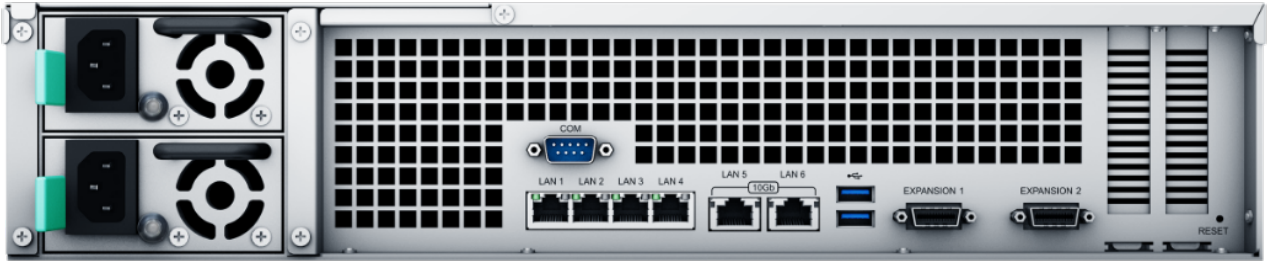 COM
LAN 1 LAN 2 LAN 3 LAN 4
LAN 5 LAN 6
10Gb
EXPANSION 1
EXPANSION 2
RESET